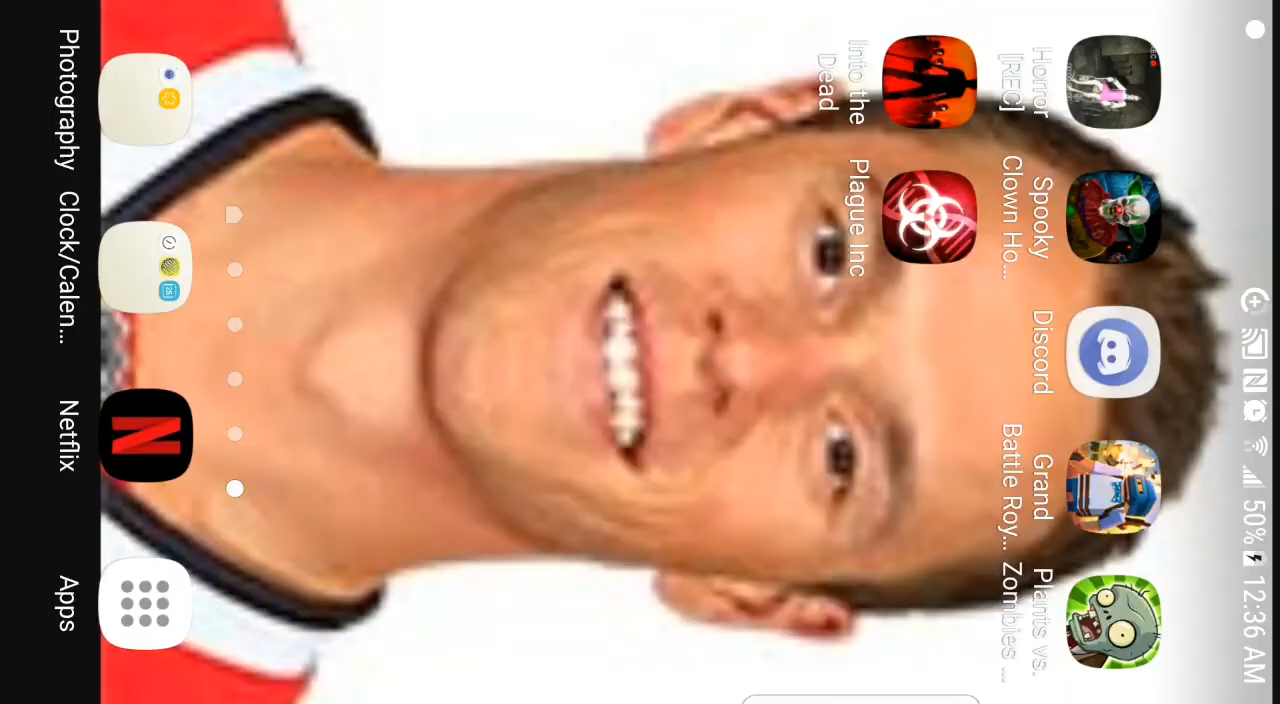 50% 12:36 AM
Horror
[REC]
Spooky
Clown Ho...
Discord
Grand
Battle Roy...
Plants vs.
Zombies ...
Into the
Dead
Plague Inc
Photography
Clock/Calen...
Netflix
Apps